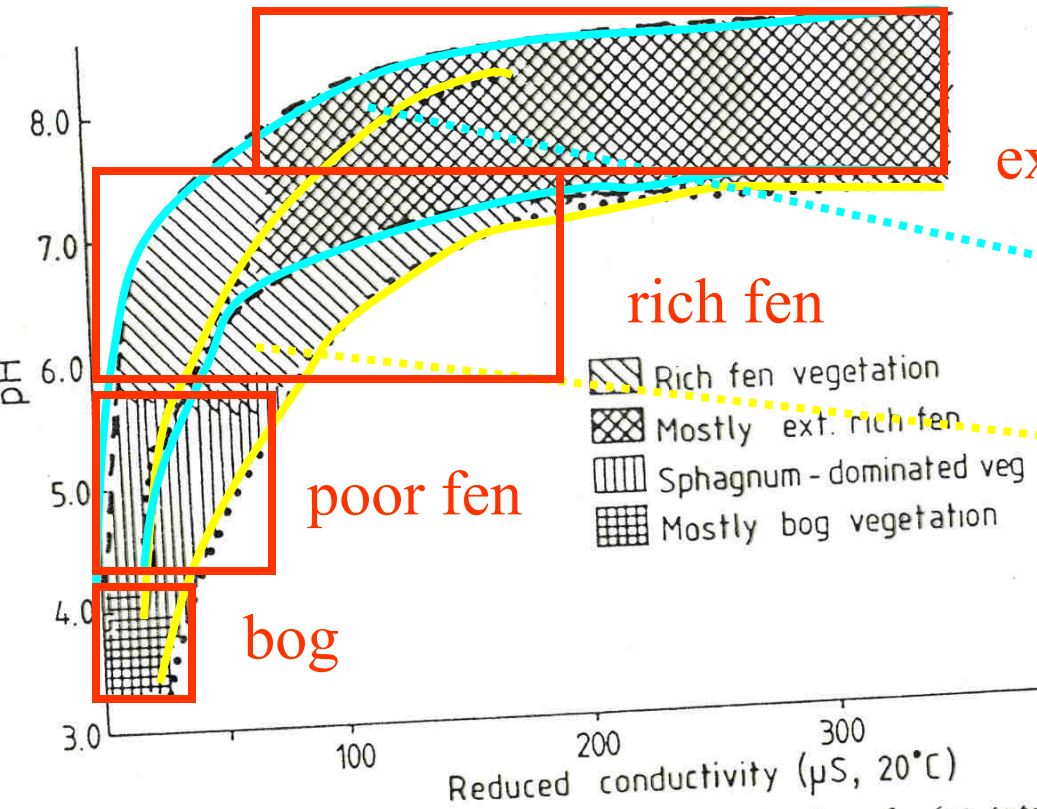 8.0
ex
7.0
rich fen
pH
6.0
Rich fen vegetation
Mostly ext. rich fen
Sphagnum-dominated veg
5.0
poor fen
Mostly bog vegetation
4.0
bog
3.0
100
200
300
Reduced conductivity (µS, 20°C)